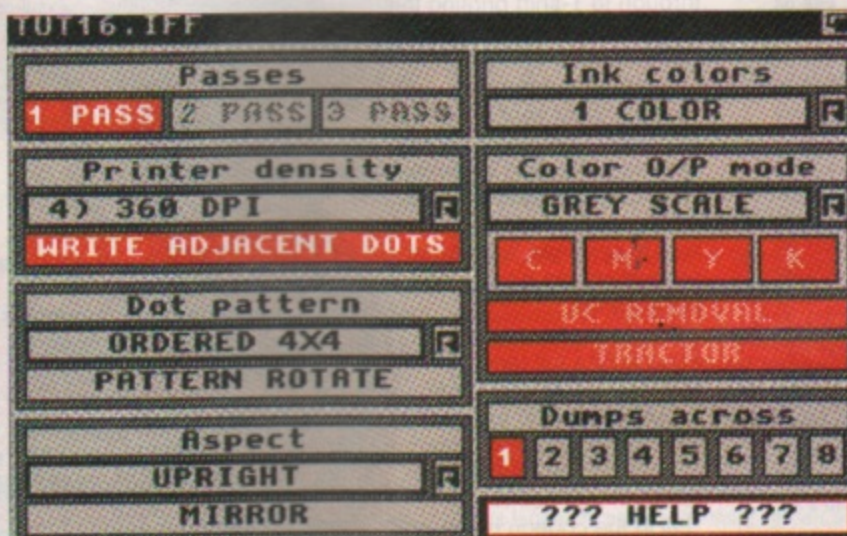 TUT16.IFF
Passes
1 PASS 2 PASS 3 PASS
Printer density
4) 360 DPI
WRITE ADJACENT DOTS
Dot pattern
ORDERED 4X4
PATTERN ROTATE
Aspect
UPRIGHT
MIRROR
Ink colors
1 COLOR
Color O/P mode
GREY SCALE
C M Y K
UC REMOVAL
TRACTOR
Dumps across
1 2 3 4 5 6 7 8
??? HELP ???